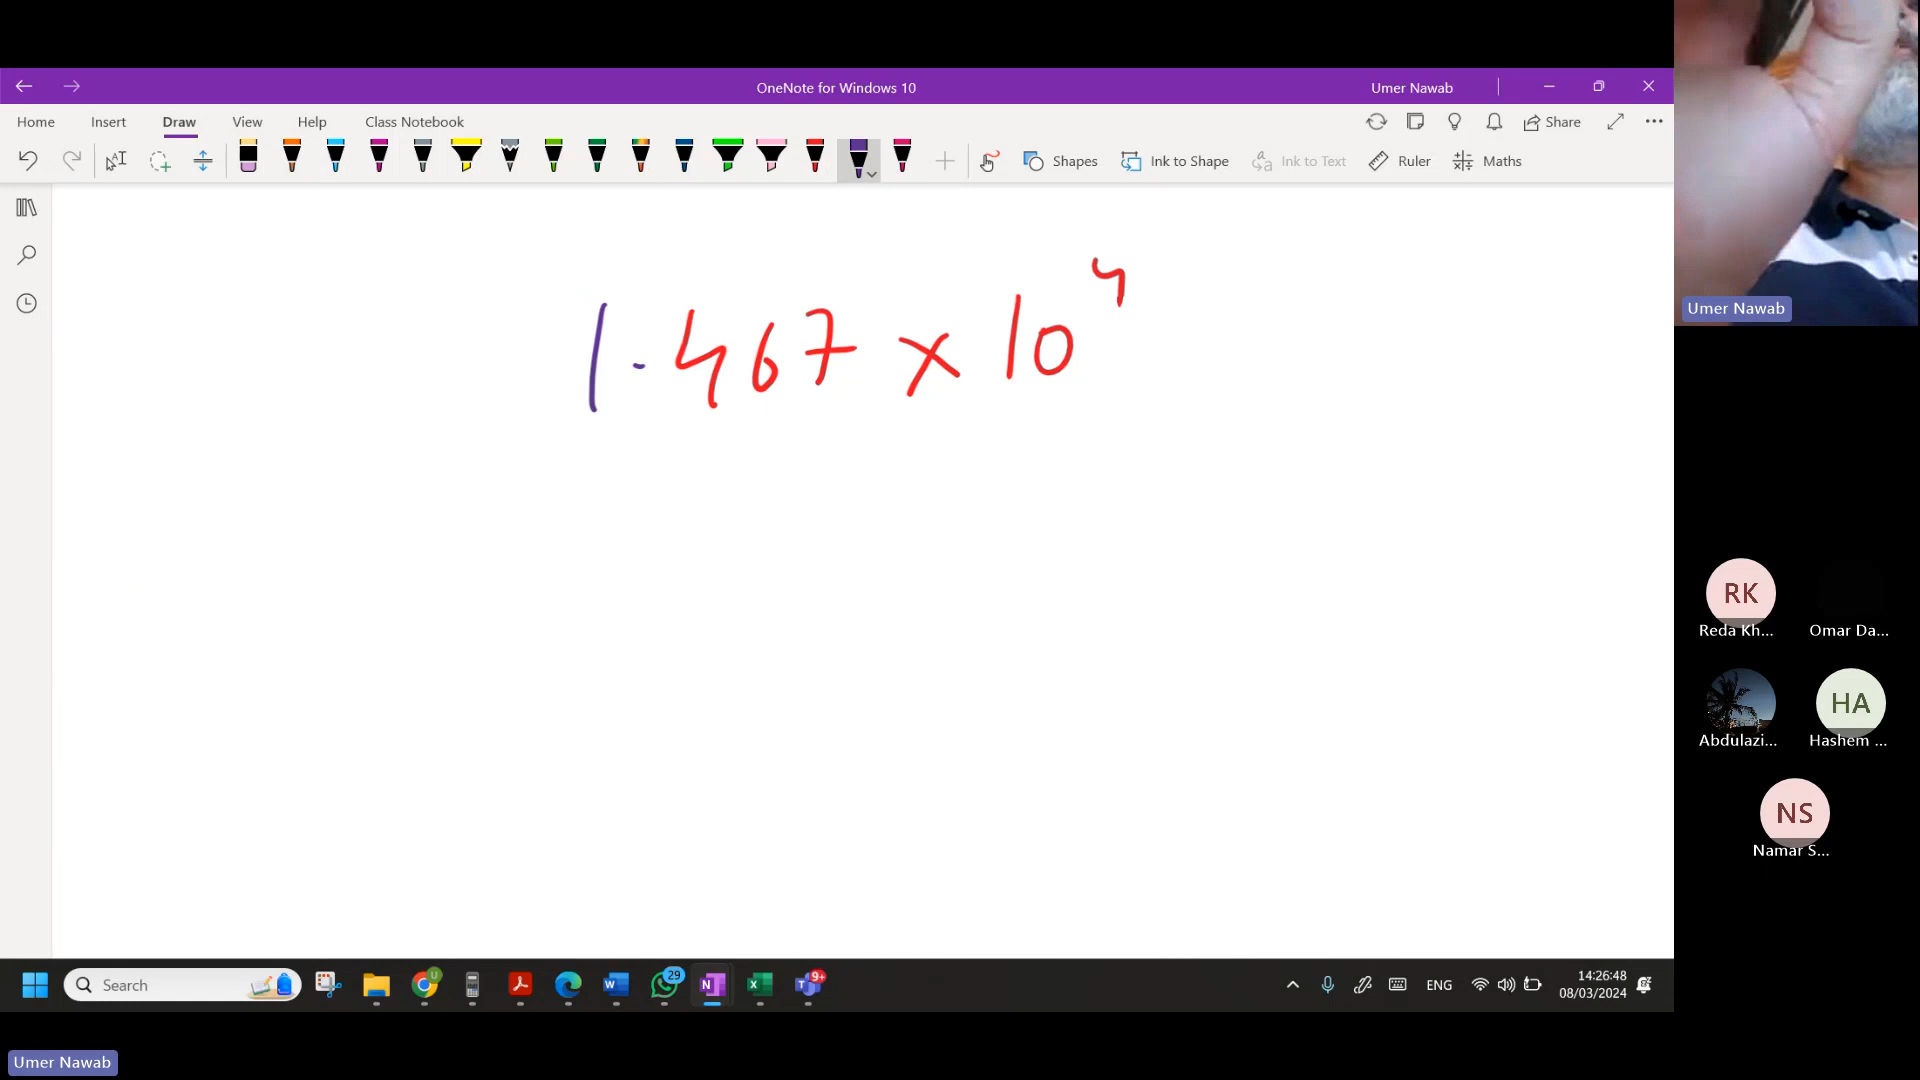 OneNote for Windows 10
Umer Nawab
Home
Insert
Draw
View
Help
Class Notebook
Share
Shapes
Ink to Shape
Ink to Text
Ruler
Maths
1.467 x 10⁴
Umer Nawab
RK
Reda Kh...
Omar Da...
Abdulazi...
HA
Hashem ...
NS
Namar S...
Search
U
W
29
N
X
T
9+
ENG
14:26:48
08/03/2024
Umer Nawab